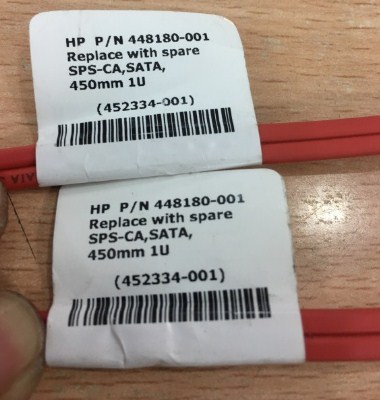 HP P/N 448180-001
Replace with spare
SPS-CA,SATA,
450mm 1U
(452334-001)
ATA
HP P/N 448180-001
Replace with spare
SPS-CA,SATA,
450mm 1U
(452334-001)